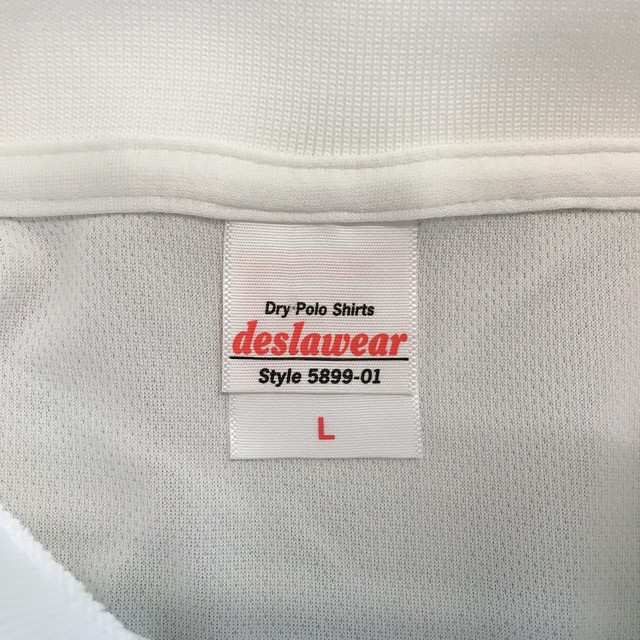 Dry Polo Shirts
deslawear
Style 5899-01
L